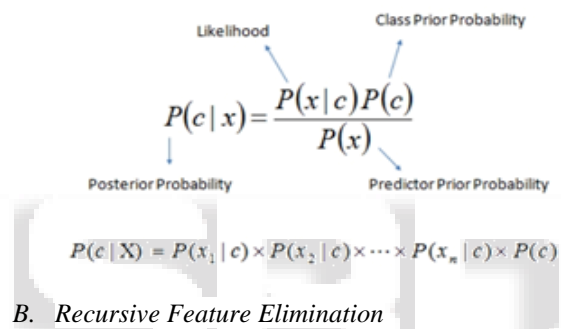 Class Prior Probability
Likelihood
P(c | x) = P(x | c)P(c) / P(x)
Posterior Probability Predictor Prior Probability
P(c | X) = P(x₁ | c) × P(x₂ | c) × ··· × P(xₙ | c) × P(c)
B. Recursive Feature Elimination